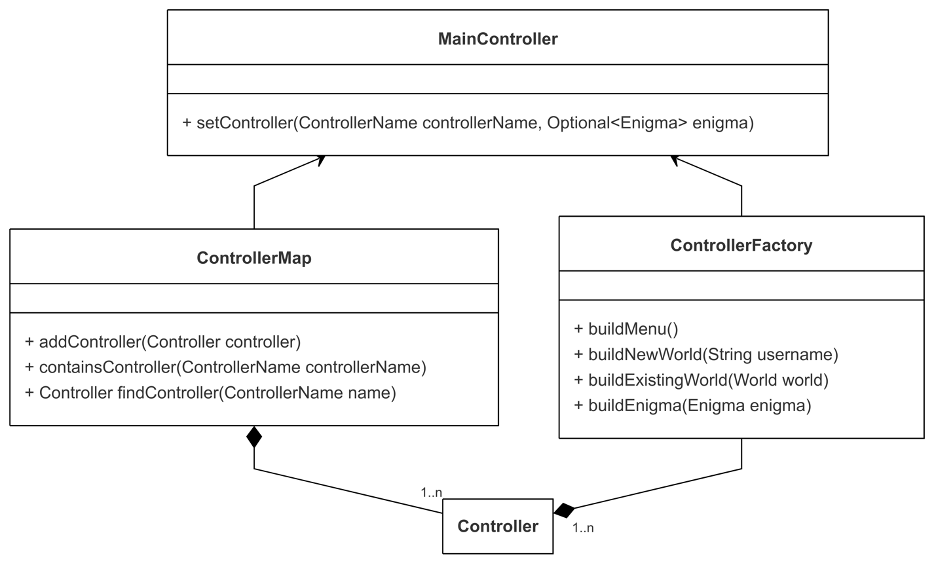 MainController
+ setController(ControllerName controllerName, Optional<Enigma> enigma)
ControllerMap
+ addController(Controller controller)
+ containsController(ControllerName controllerName)
+ Controller findController(ControllerName name)
ControllerFactory
+ buildMenu()
+ buildNewWorld(String username)
+ buildExistingWorld(World world)
+ buildEnigma(Enigma enigma)
1..n
Controller
1..n